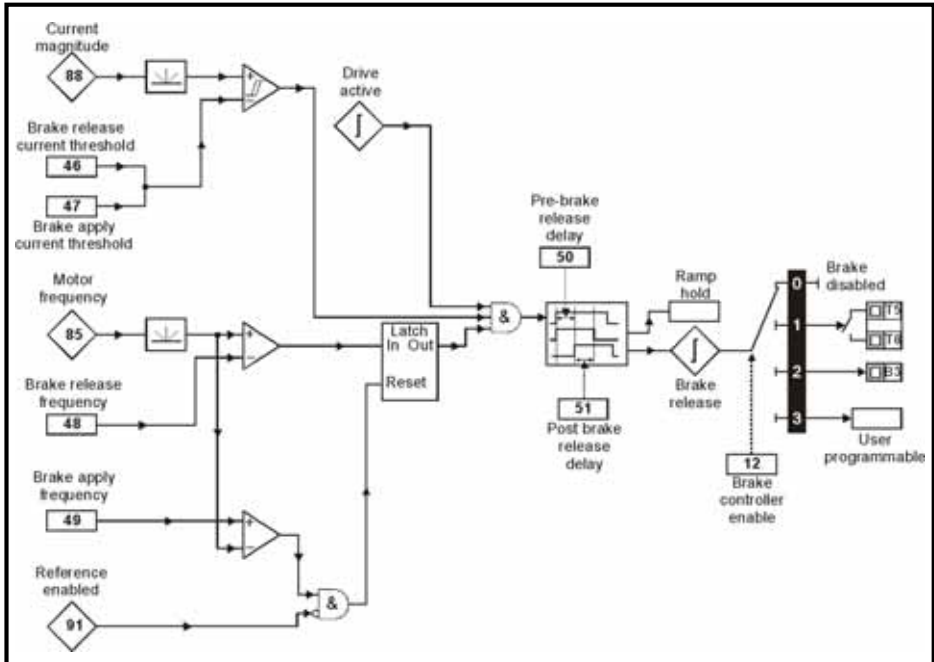 Current
magnitude
88
Brake release
current threshold
46
47
Brake apply
current threshold
Drive
active
Motor
frequency
85
Brake release
frequency
48
Brake apply
frequency
49
Reference
enabled
91
Latch
In Out
Reset
&
&
Pre-brake
release
delay
50
51
Post brake
release
delay
Ramp
hold
Brake
release
12
Brake
controller
enable
0
1
2
3
Brake
disabled
T5
T6
B3
User
programmable